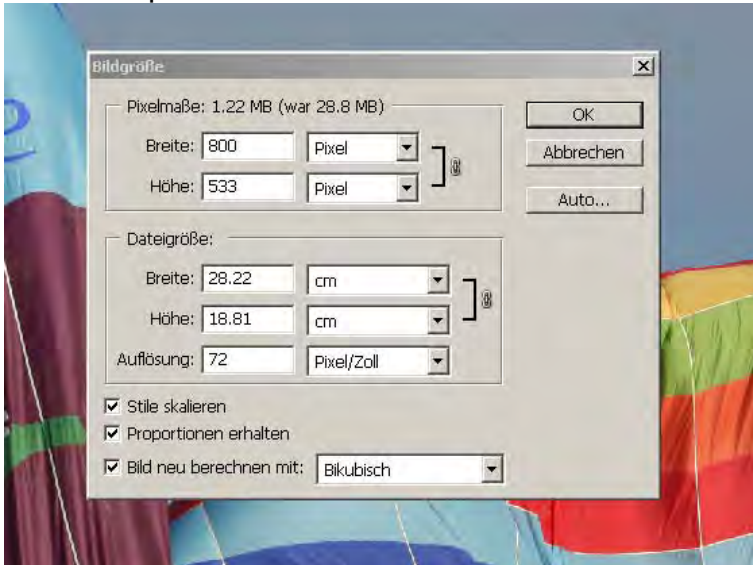 Bildgröße
Pixelmaße: 1.22 MB (war 28.8 MB)
Breite: 800 Pixel
Höhe: 533 Pixel
OK
Abbrechen
Auto...
Dateigröße:
Breite: 28.22 cm
Höhe: 18.81 cm
Auflösung: 72 Pixel/Zoll
Stile skalieren
Proportionen erhalten
Bild neu berechnen mit: Bikubisch